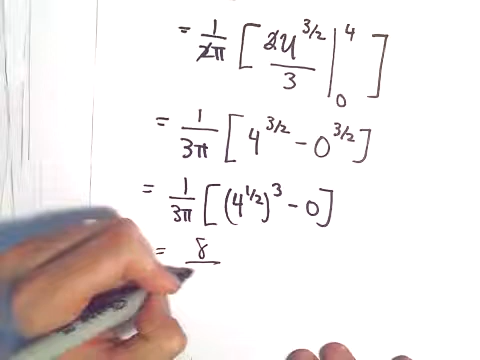 = 1/2π [ 2u^3/2 / 3 |_0^4 ]
= 1/3π [ 4^3/2 - 0^3/2 ]
= 1/3π [ (4^1/2)^3 - 0 ]
= 8